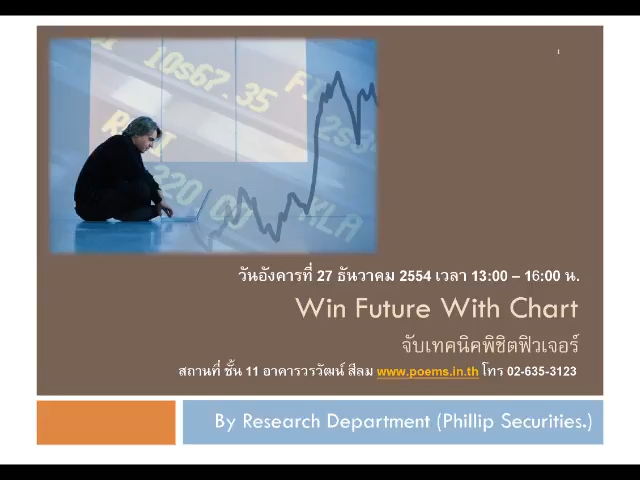 1
10s67.35
วันอังคารที่ 27 ธันวาคม 2554 เวลา 13:00 – 16:00 น.
Win Future With Chart
จับเทคนิคพิชิตฟิวเจอร์
สถานที่ ชั้น 11 อาคารวรวัฒน์ สีลม www.poems.in.th โทร 02-635-3123
By Research Department (Phillip Securities.)